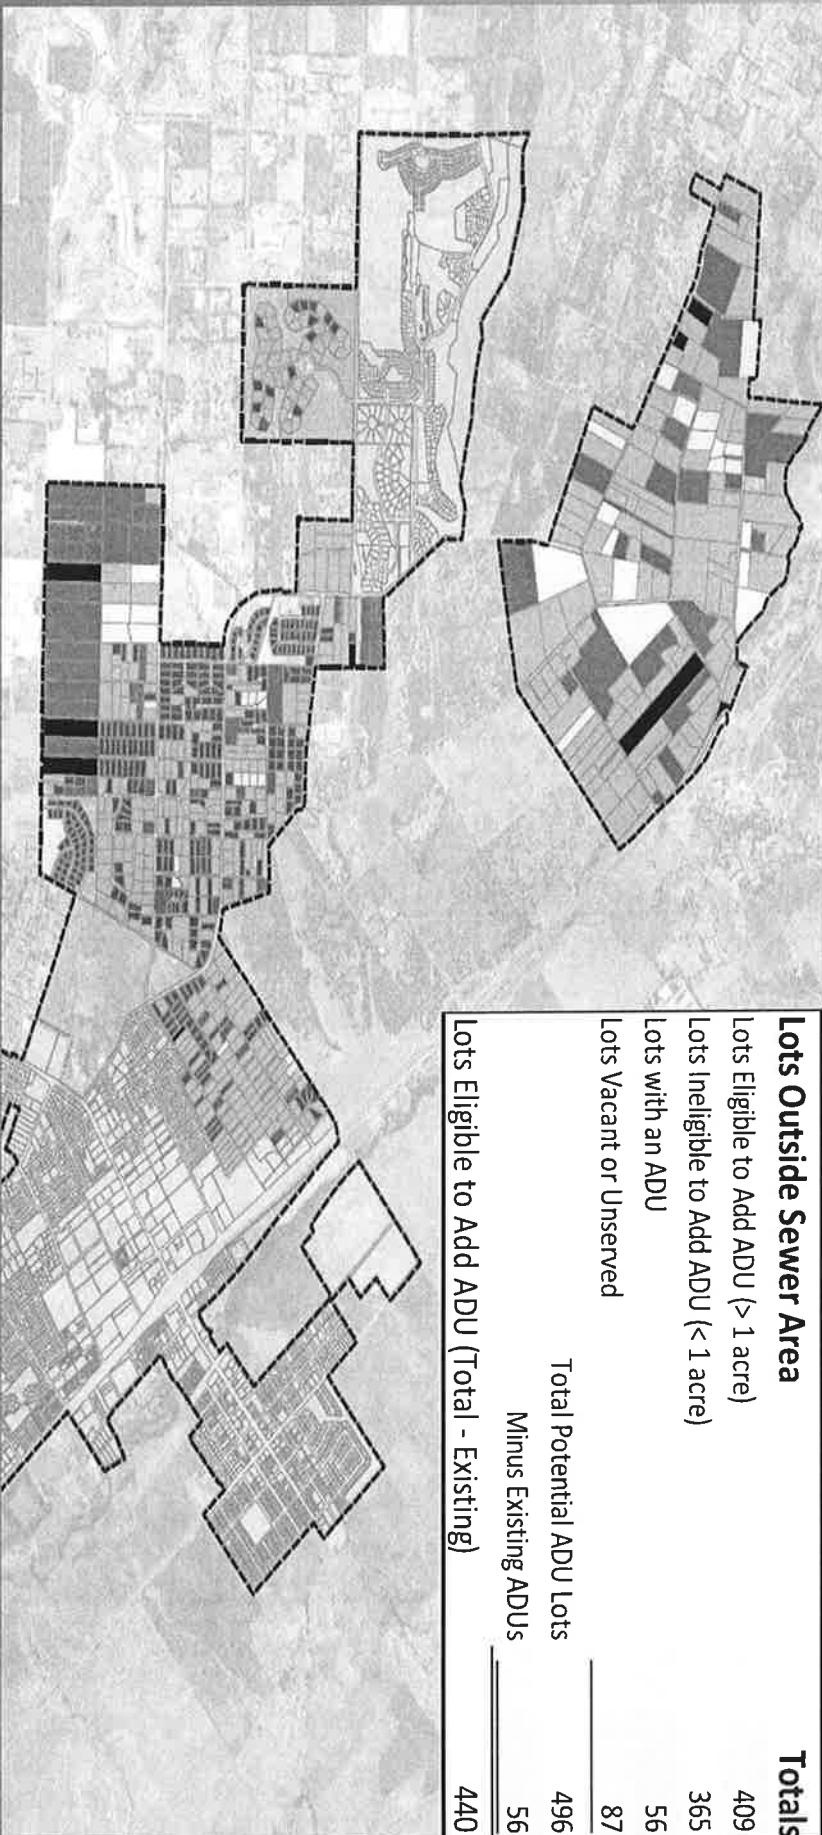 Lots Outside Sewer Area Totals
Lots Eligible to Add ADU (> 1 acre) 409
Lots Ineligible to Add ADU (< 1 acre) 365
Lots with an ADU 56
Lots Vacant or Unserved 87
Total Potential ADU Lots 496
Minus Existing ADUs 56
Lots Eligible to Add ADU (Total - Existing) 440